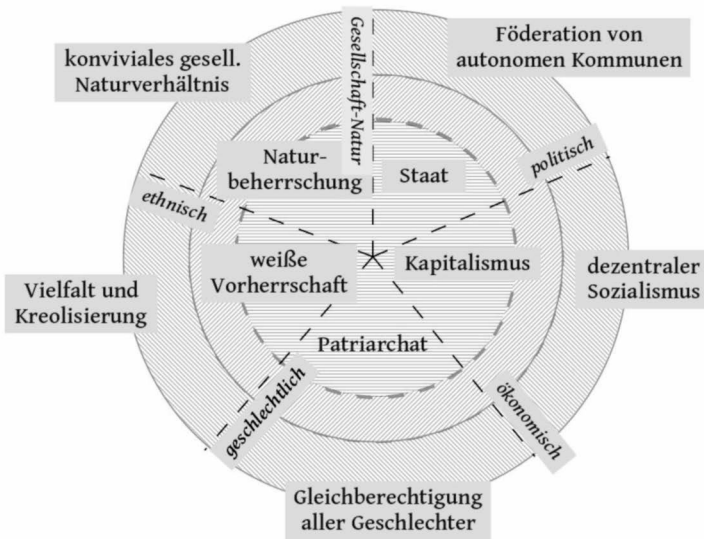 konviviales gesell.
Naturverhältnis
Gesellschaft-Natur
Föderation von
autonomen Kommunen
Natur-
beherrschung
Staat
politisch
ethnisch
weiße
Vorherrschaft
Kapitalismus
dezentraler
Sozialismus
Vielfalt und
Kreolisierung
Patriarchat
geschlechtlich
ökonomisch
Gleichberechtigung
aller Geschlechter